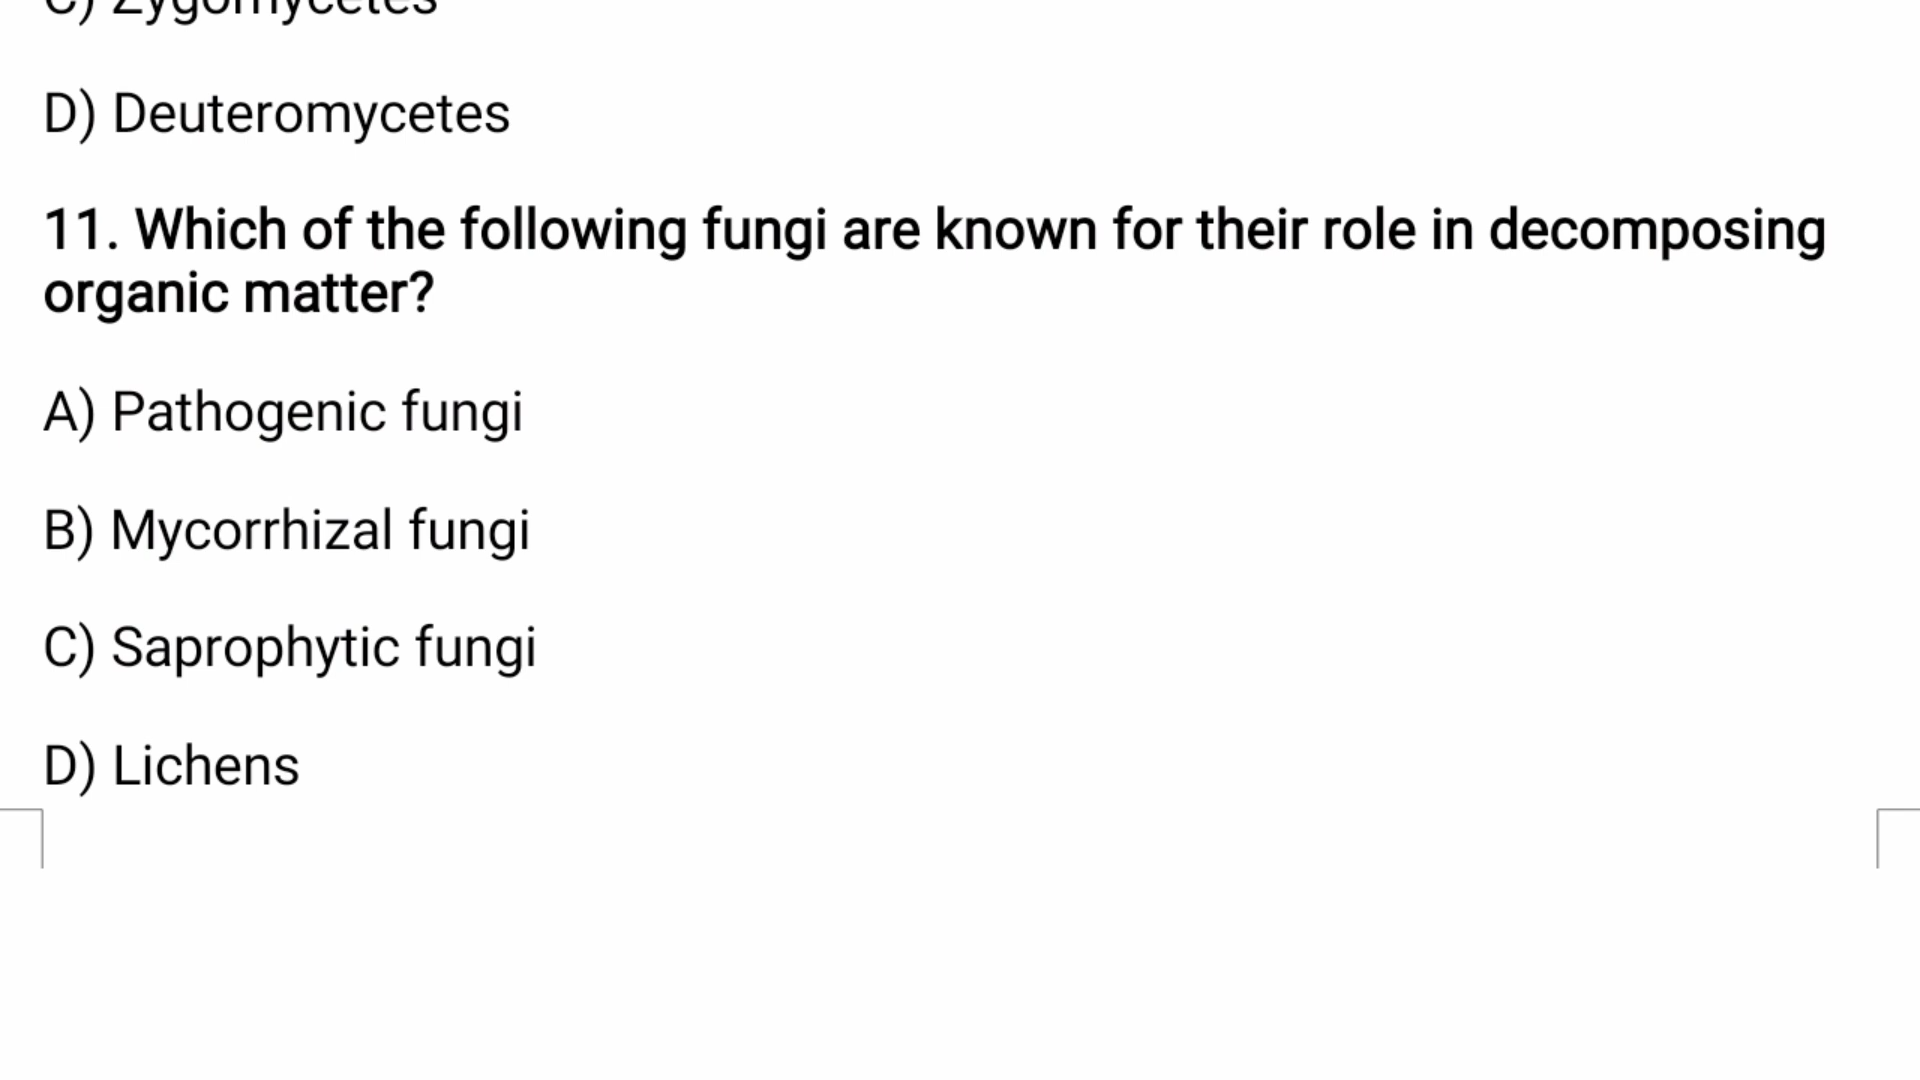 C) Zygomycetes
D) Deuteromycetes
11. Which of the following fungi are known for their role in decomposing
organic matter?
A) Pathogenic fungi
B) Mycorrhizal fungi
C) Saprophytic fungi
D) Lichens